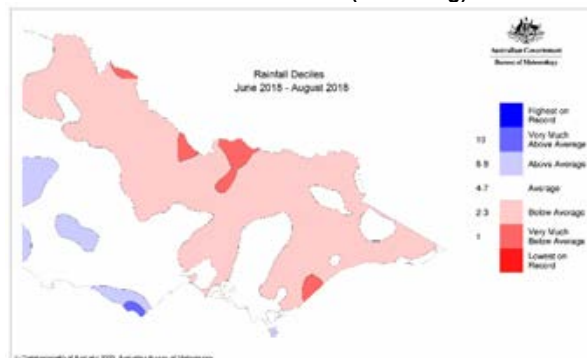 Australian Government
Bureau of Meteorology
Rainfall Deciles
June 2018 - August 2018
Highest on
Record
10
Very Much
Above Average
8.9
Above Average
4.7
Average
2.3
Below Average
1
Very Much
Below Average
Lowest on
Record